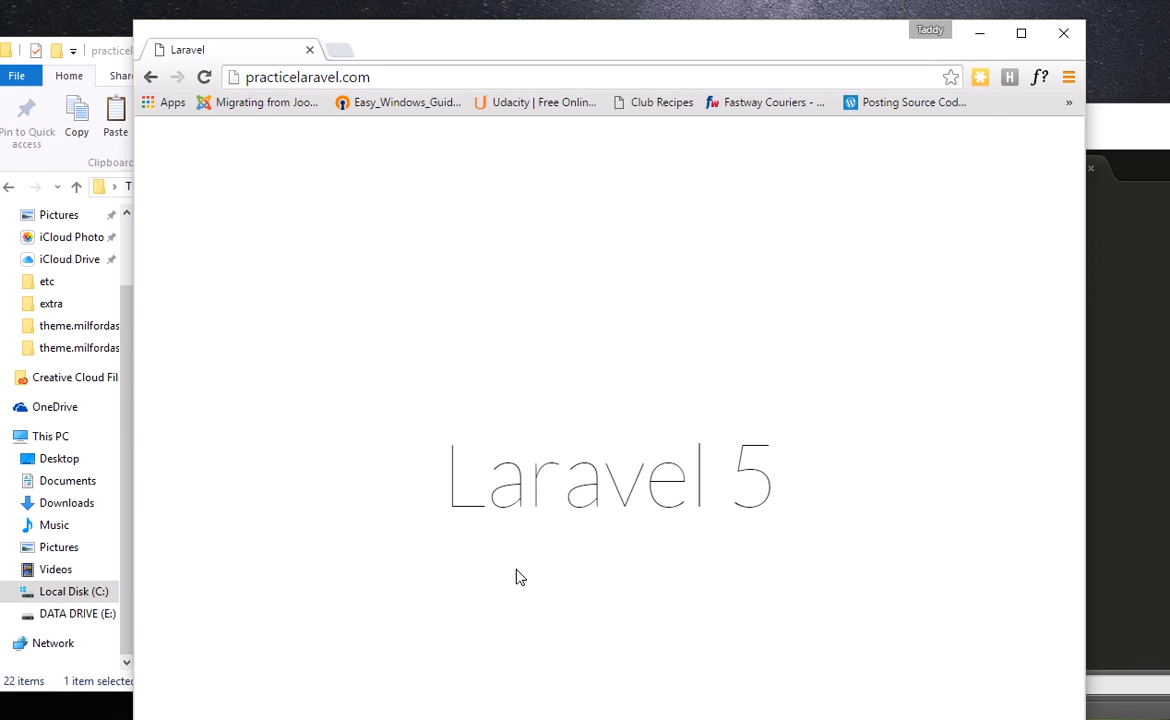 Taddy
Laravel
practicelaravel.com
Apps
Migrating from Joo...
Easy_Windows_Guid...
Udacity | Free Onlin...
Club Recipes
Fastway Couriers - ...
Posting Source Cod...
»
H
f?
Laravel 5
practicel
File
Home
Shar
Pin to Quick
access
Copy
Paste
Clipboard
T
Pictures
iCloud Photo
iCloud Drive
etc
extra
theme.milfordas
theme.milfordas
Creative Cloud Fil
OneDrive
This PC
Desktop
Documents
Downloads
Music
Pictures
Videos
Local Disk (C:)
DATA DRIVE (E:)
Network
22 items
1 item selected